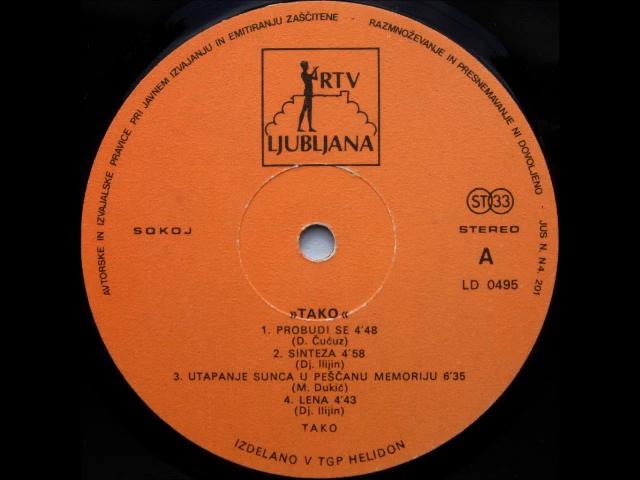 AVTORSKE IN IZVAJALSKE PRAVICE PRI JAVNEM IZVAJANJU IN EMITIRANJU ZAŠČITENE - RAZMNOŽEVANJE IN PRESNEMAVANJE NI DOVOLJENO - JUS N. N4. 201
RTV
LJUBLJANA
SOKOJ
ST 33
STEREO
A
LD 0495
»TAKO«
1. PROBUDI SE 4'48
(D. Ćućuz)
2. SINTEZA 4'58
(Dj. Ilijin)
3. UTAPANJE SUNCA U PEŠČANU MEMORIJU 6'35
(M. Dukić)
4. LENA 4'43
(Dj. Ilijin)
TAKO
IZDELANO V TGP HELIDON